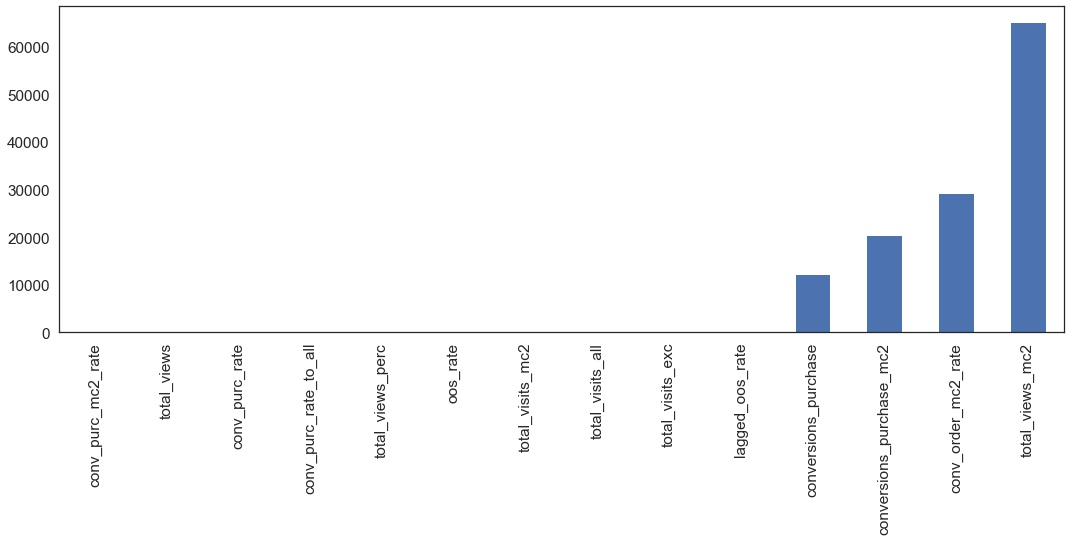 60000
50000
40000
30000
20000
10000
0
conv_purc_mc2_rate
total_views
conv_purc_rate
conv_purc_rate_to_all
total_views_perc
oos_rate
total_visits_mc2
total_visits_all
total_visits_exc
lagged_oos_rate
conversions_purchase
conversions_purchase_mc2
conv_order_mc2_rate
total_views_mc2